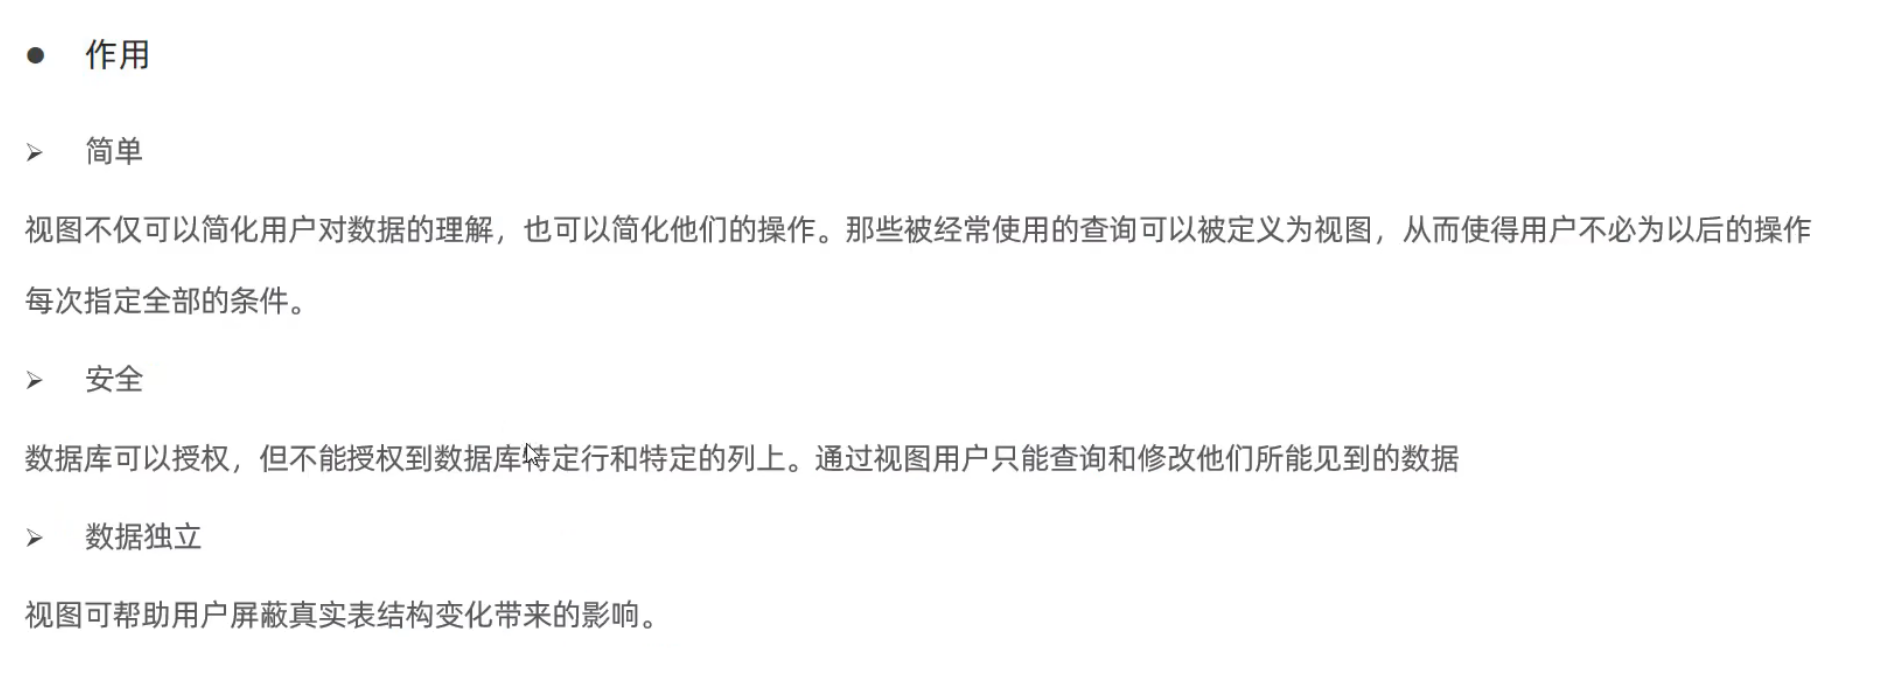 ● 作用
➢ 简单
视图不仅可以简化用户对数据的理解，也可以简化他们的操作。那些被经常使用的查询可以被定义为视图，从而使得用户不必为以后的操作
每次指定全部的条件。
➢ 安全
数据库可以授权，但不能授权到数据库特定行和特定的列上。通过视图用户只能查询和修改他们所能见到的数据
➢ 数据独立
视图可帮助用户屏蔽真实表结构变化带来的影响。